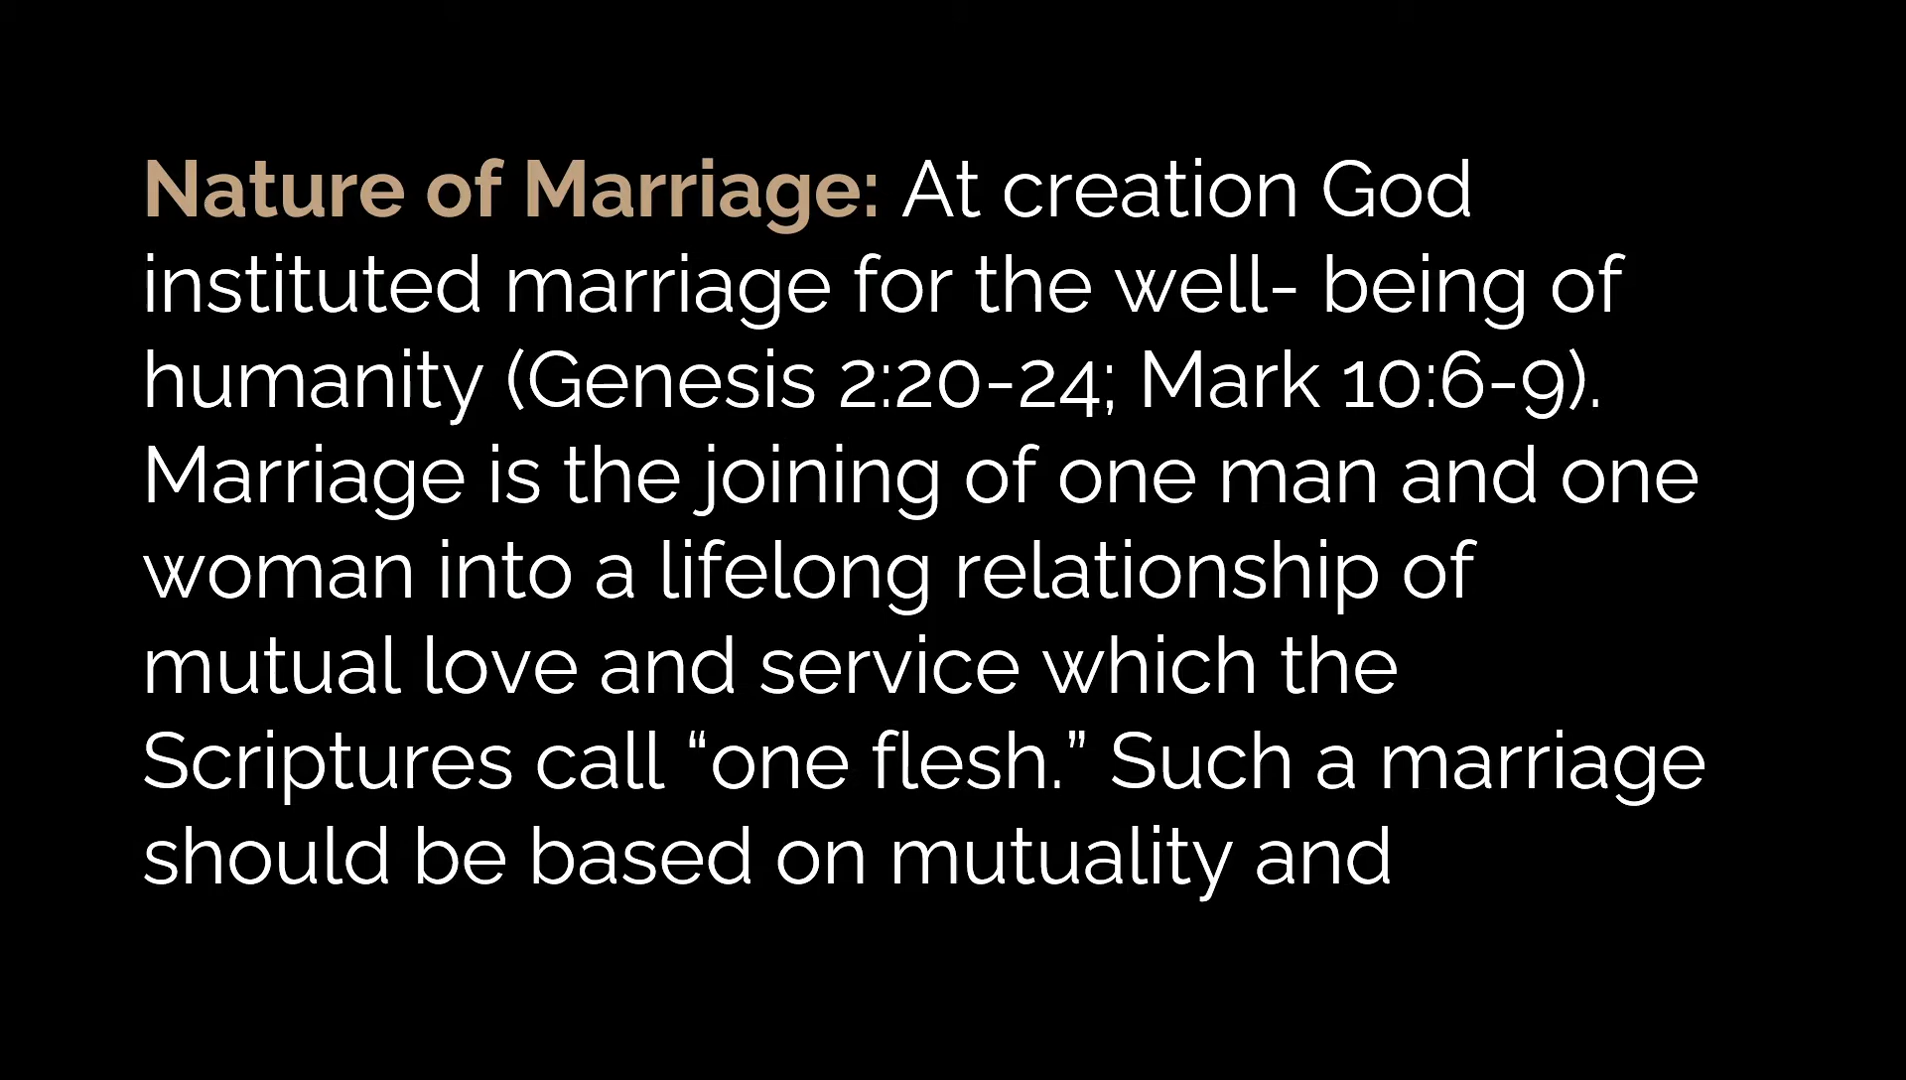 Nature of Marriage: At creation God
instituted marriage for the well- being of
humanity (Genesis 2:20-24; Mark 10:6-9).
Marriage is the joining of one man and one
woman into a lifelong relationship of
mutual love and service which the
Scriptures call “one flesh.” Such a marriage
should be based on mutuality and